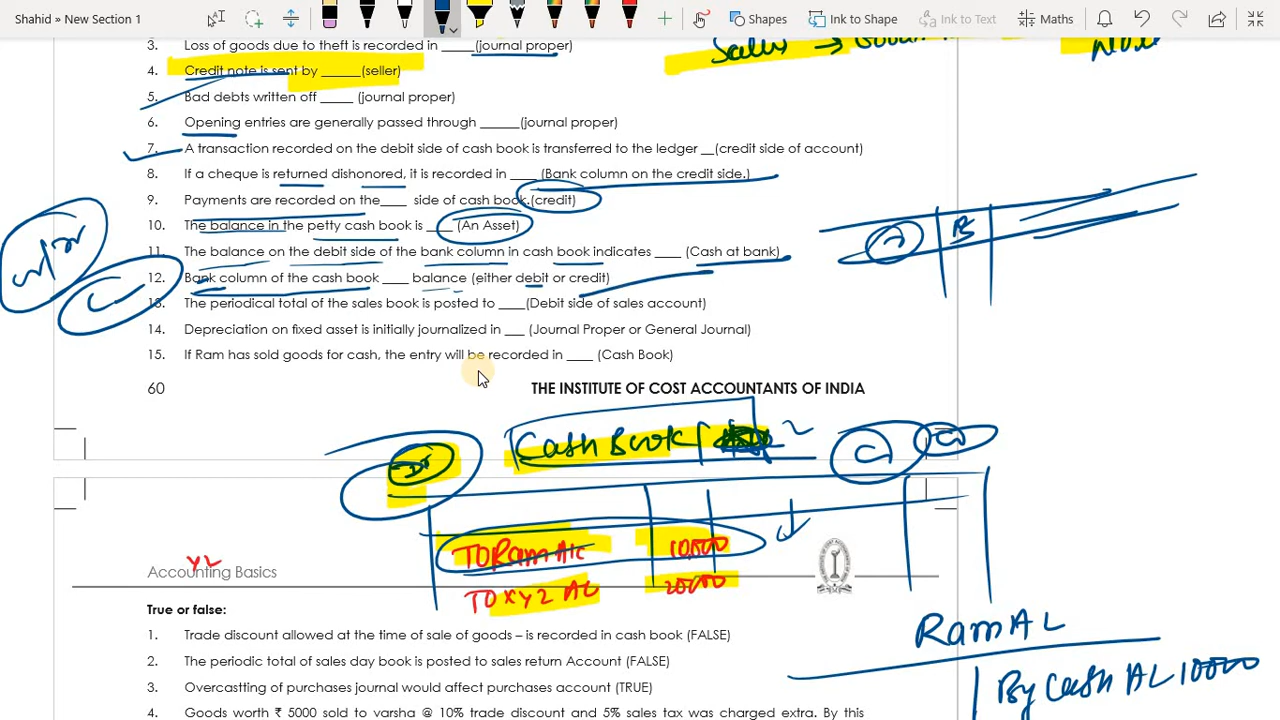 Shahid » New Section 1
Shapes
Ink to Shape
Ink to Text
Maths
3. Loss of goods due to theft is recorded in _____(journal proper)
Sales →
Note
4. Credit note is sent by ______(seller)
5. Bad debts written off _____ (journal proper)
6. Opening entries are generally passed through ______(journal proper)
7. A transaction recorded on the debit side of cash book is transferred to the ledger __(credit side of account)
8. If a cheque is returned dishonored, it is recorded in ____ (Bank column on the credit side.)
9. Payments are recorded on the____ side of cash book.(credit)
10. The balance in the petty cash book is ____ (An Asset)
11. The balance on the debit side of the bank column in cash book indicates ____ (Cash at bank)
12. Bank column of the cash book ____ balance (either debit or credit)
13. The periodical total of the sales book is posted to ____(Debit side of sales account)
14. Depreciation on fixed asset is initially journalized in ___ (Journal Proper or General Journal)
15. If Ram has sold goods for cash, the entry will be recorded in ____ (Cash Book)
60 THE INSTITUTE OF COST ACCOUNTANTS OF INDIA
Cash Book
Dr
Cr
TO Ram A/c 10,000
TO XYZ AL 20,000
YZ
Accounting Basics
Ram AL
By Cash AL 10000
True or false:
1. Trade discount allowed at the time of sale of goods – is recorded in cash book (FALSE)
2. The periodic total of sales day book is posted to sales return Account (FALSE)
3. Overcastting of purchases journal would affect purchases account (TRUE)
4. Goods worth ₹ 5000 sold to varsha @ 10% trade discount and 5% sales tax was charged extra. By this